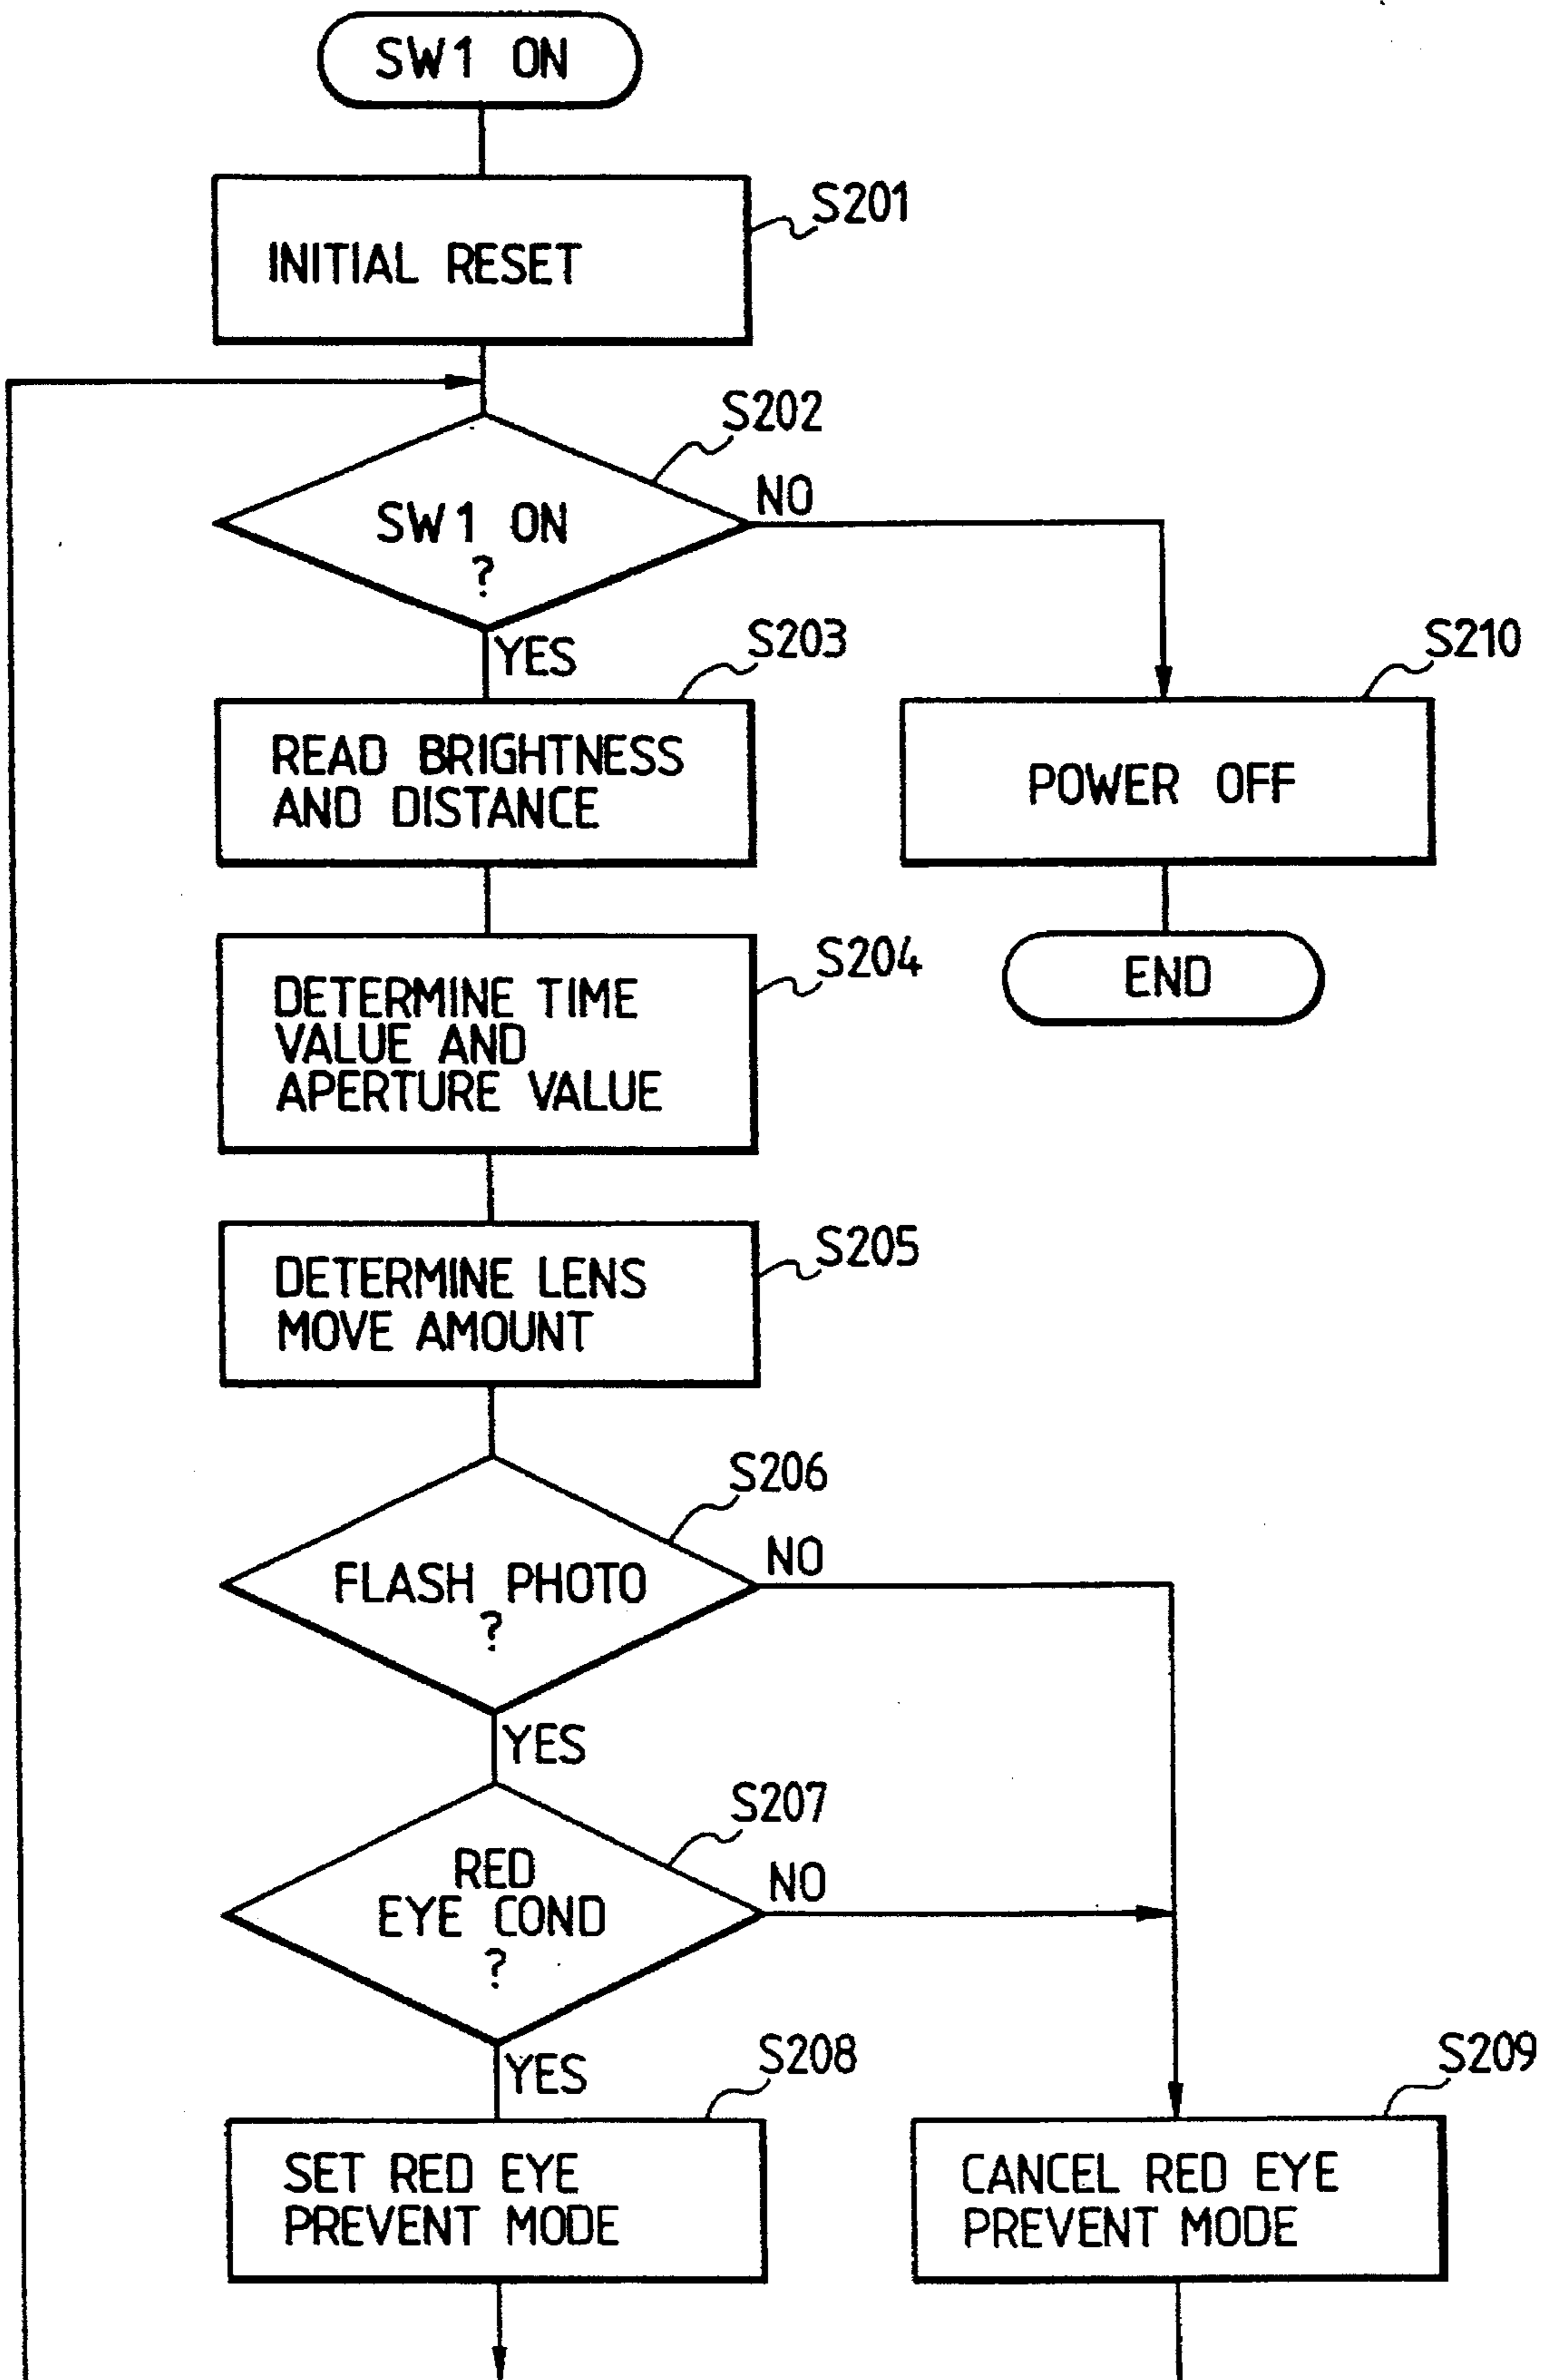 SW1 ON
S201
INITIAL RESET
S202
SW1 ON
?
NO
YES
S203
READ BRIGHTNESS
AND DISTANCE
S210
POWER OFF
END
S204
DETERMINE TIME
VALUE AND
APERTURE VALUE
S205
DETERMINE LENS
MOVE AMOUNT
S206
FLASH PHOTO
?
NO
YES
S207
RED
EYE COND
?
NO
YES
S208
SET RED EYE
PREVENT MODE
S209
CANCEL RED EYE
PREVENT MODE